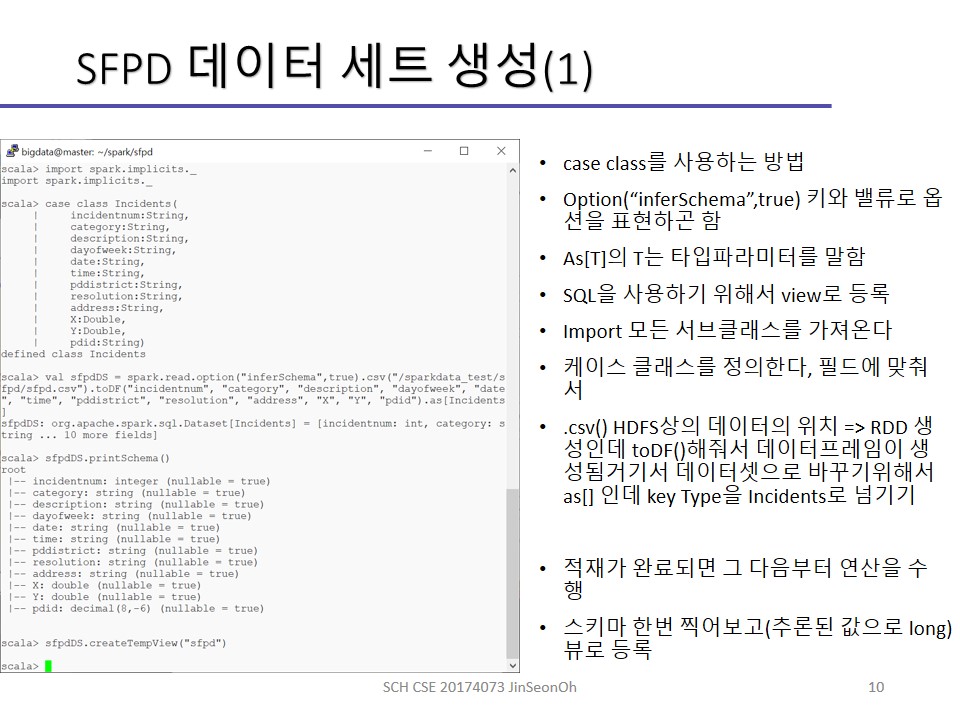 SFPD 데이터 세트 생성(1)
bigdata@master: ~/spark/sfpd
scala> import spark.implicits._
import spark.implicits._
scala> case class Incidents(
| incidentnum:String,
| category:String,
| description:String,
| dayofweek:String,
| date:String,
| time:String,
| pddistrict:String,
| resolution:String,
| address:String,
| X:Double,
| Y:Double,
| pdid:String)
defined class Incidents
scala> val sfpdDS = spark.read.option("inferSchema",true).csv("/sparkdata_test/s
fpd/sfpd.csv").toDF("incidentnum", "category", "description", "dayofweek", "date
", "time", "pddistrict", "resolution", "address", "X", "Y", "pdid").as[Incidents
]
sfpdDS: org.apache.spark.sql.Dataset[Incidents] = [incidentnum: int, category: s
tring ... 10 more fields]
scala> sfpdDS.printSchema()
root
|-- incidentnum: integer (nullable = true)
|-- category: string (nullable = true)
|-- description: string (nullable = true)
|-- dayofweek: string (nullable = true)
|-- date: string (nullable = true)
|-- time: string (nullable = true)
|-- pddistrict: string (nullable = true)
|-- resolution: string (nullable = true)
|-- address: string (nullable = true)
|-- X: double (nullable = true)
|-- Y: double (nullable = true)
|-- pdid: decimal(8,-6) (nullable = true)
scala> sfpdDS.createTempView("sfpd")
scala>
• case class를 사용하는 방법
• Option(“inferSchema”,true) 키와 밸류로 옵
션을 표현하곤 함
• As[T]의 T는 타입파라미터를 말함
• SQL을 사용하기 위해서 view로 등록
• Import 모든 서브클래스를 가져온다
• 케이스 클래스를 정의한다, 필드에 맞춰
서
• .csv() HDFS상의 데이터의 위치 => RDD 생
성인데 toDF()해줘서 데이터프레임이 생
성됨거기서 데이터셋으로 바꾸기위해서
as[] 인데 key Type을 Incidents로 넘기기
• 적재가 완료되면 그 다음부터 연산을 수
행
• 스키마 한번 찍어보고(추론된 값으로 long)
뷰로 등록
SCH CSE 20174073 JinSeonOh
10